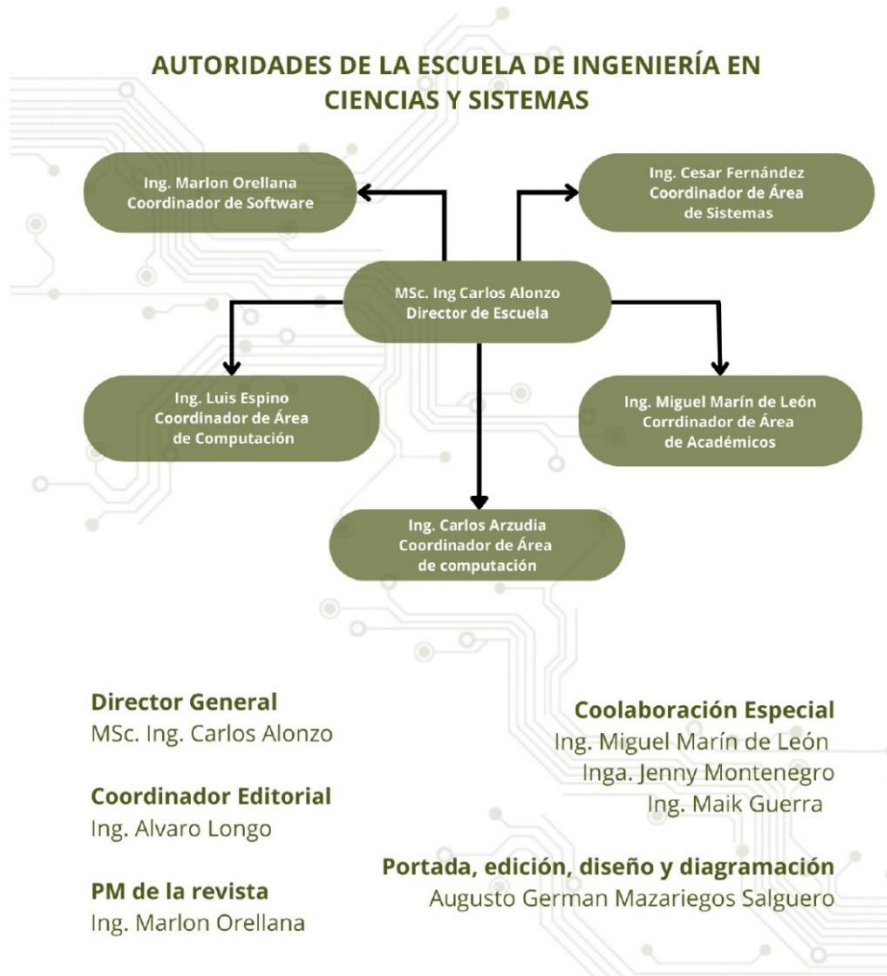 AUTORIDADES DE LA ESCUELA DE INGENIERÍA EN
CIENCIAS Y SISTEMAS
Ing. Marlon Orellana
Coordinador de Software
Ing. Cesar Fernández
Coordinador de Área
de Sistemas
MSc. Ing Carlos Alonzo
Director de Escuela
Ing. Luis Espino
Coordinador de Área
de Computación
Ing. Miguel Marín de León
Corrdinador de Área
de Académicos
Ing. Carlos Arzudia
Coordinador de Área
de computación
Director General
MSc. Ing. Carlos Alonzo
Coordinador Editorial
Ing. Alvaro Longo
PM de la revista
Ing. Marlon Orellana
Coolaboración Especial
Ing. Miguel Marín de León
Inga. Jenny Montenegro
Ing. Maik Guerra
Portada, edición, diseño y diagramación
Augusto German Mazariegos Salguero